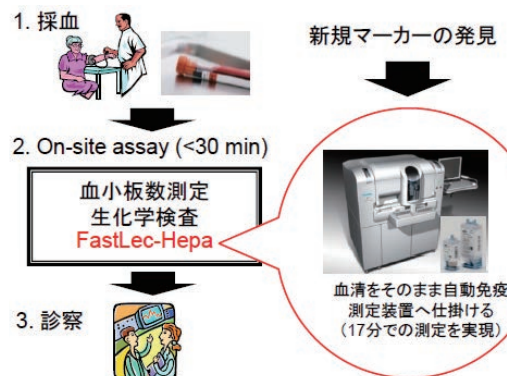 1. 採血
新規マーカーの発見
2. On-site assay (<30 min)
血小板数測定
生化学検査
FastLec-Hepa
血清をそのまま自動免疫
測定装置へ仕掛ける
（17分での測定を実現）
3. 診察